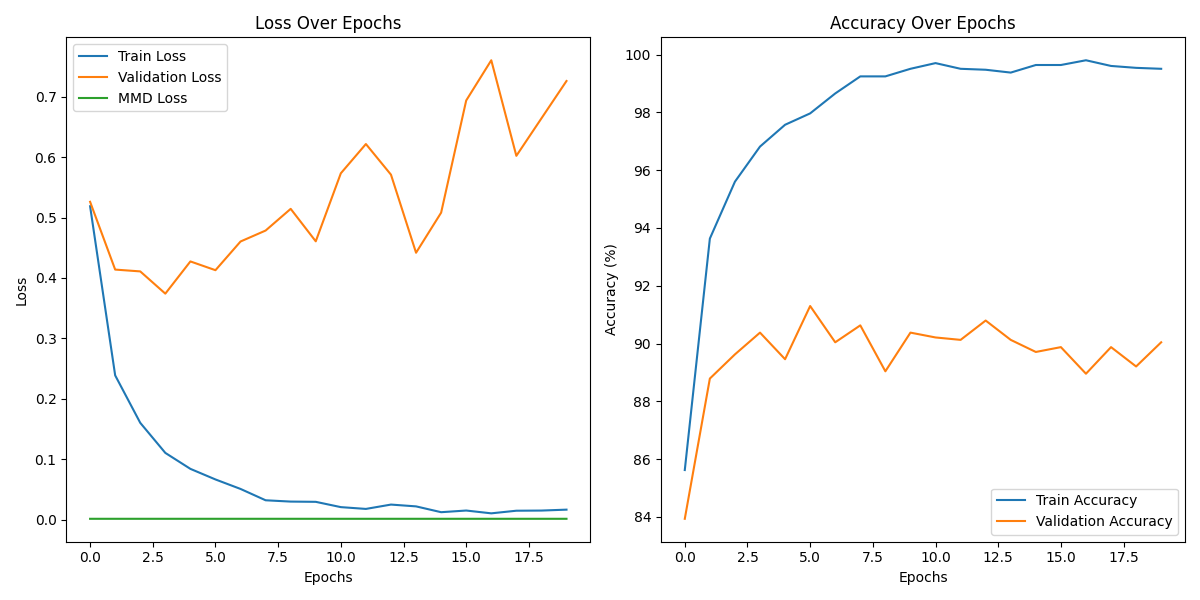 Loss Over Epochs
Train Loss
Validation Loss
MMD Loss
Loss
0.7
0.6
0.5
0.4
0.3
0.2
0.1
0.0
0.0 2.5 5.0 7.5 10.0 12.5 15.0 17.5
Epochs
Accuracy Over Epochs
Accuracy (%)
100
98
96
94
92
90
88
86
84
Train Accuracy
Validation Accuracy
0.0 2.5 5.0 7.5 10.0 12.5 15.0 17.5
Epochs